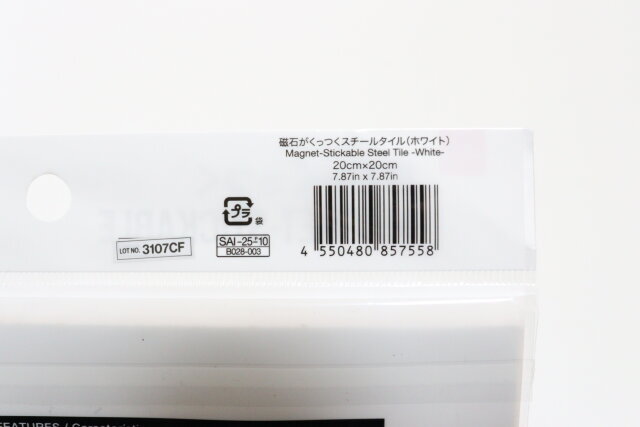 磁石がくっつくスチールタイル(ホワイト)
Magnet-Stickable Steel Tile -White-
20cm×20cm
7.87in x 7.87in
プラ
袋
LOT NO. 3107CF
SAI-25-#10
B028-003
4 550480 857558
FEATURES /